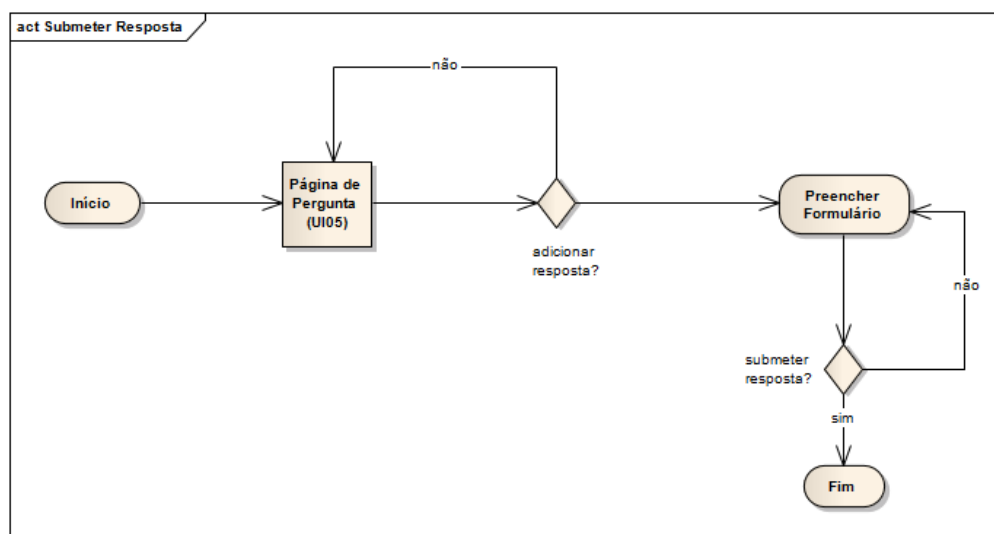 act Submeter Resposta
não
Início
Página de
Pergunta
(UI05)
adicionar
resposta?
Preencher
Formulário
não
submeter
resposta?
sim
Fim